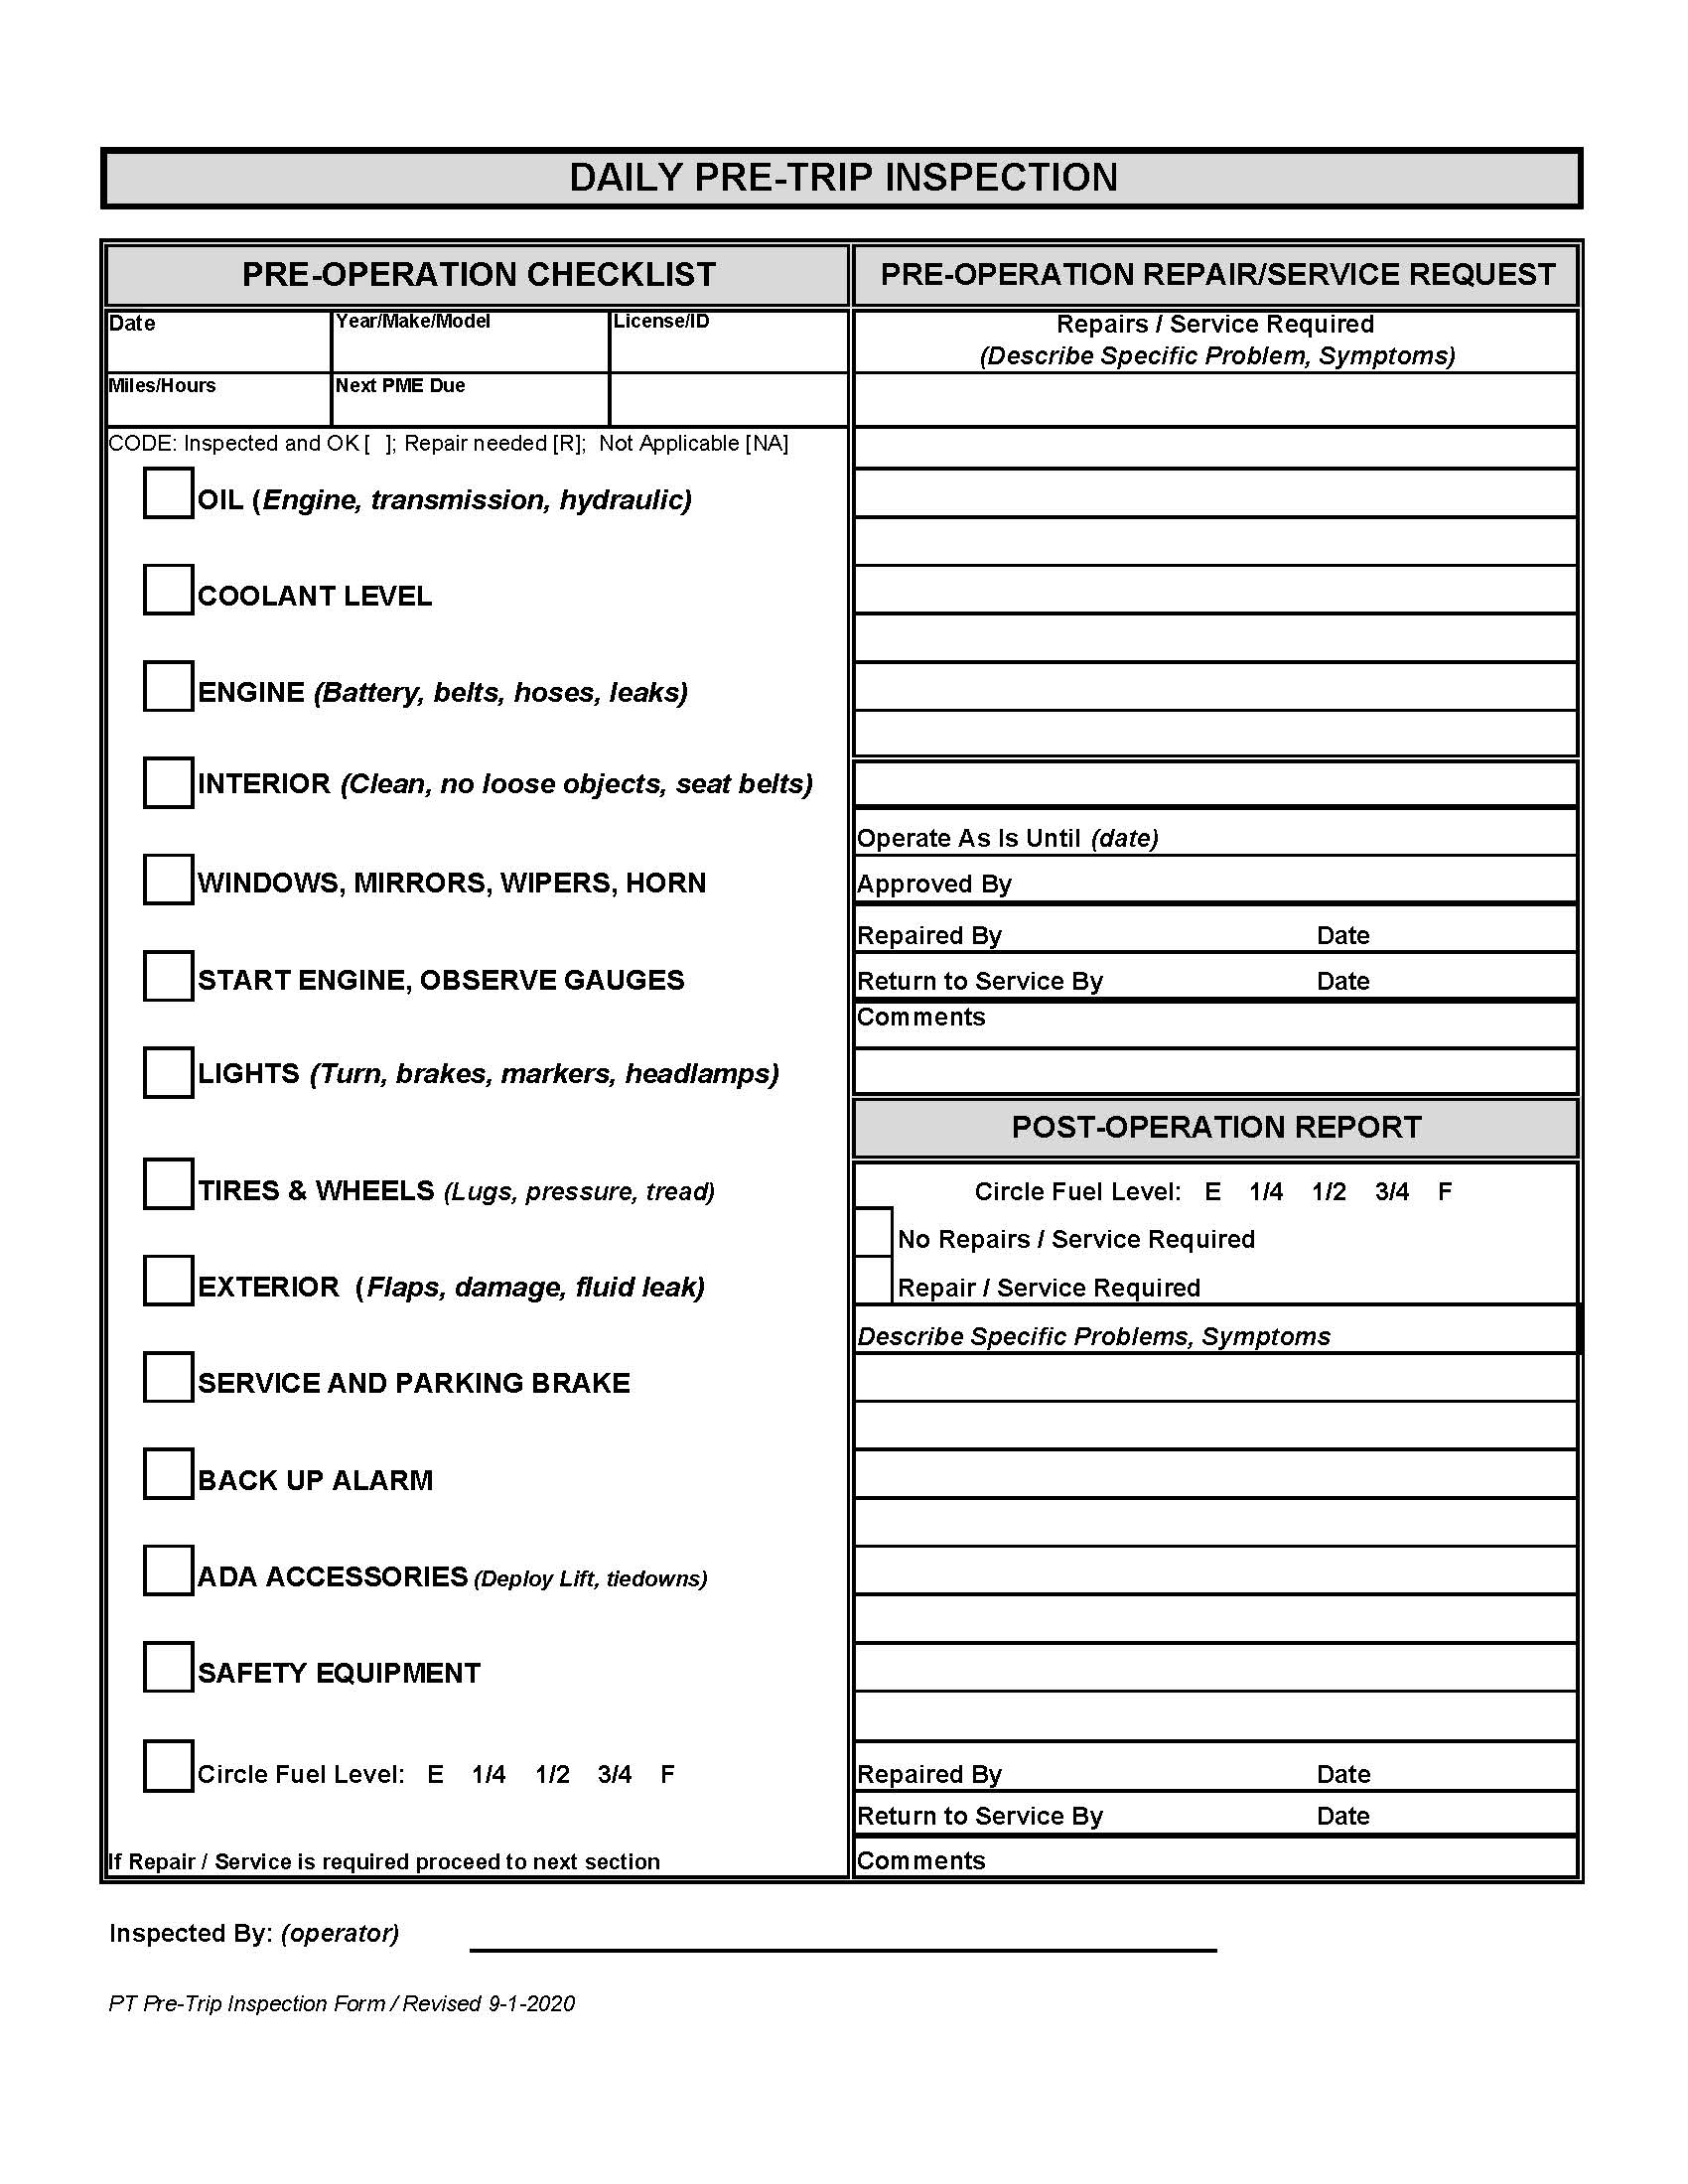 DAILY PRE-TRIP INSPECTION
PRE-OPERATION CHECKLIST
Date
Year/Make/Model
License/ID
Miles/Hours
Next PME Due
CODE: Inspected and OK [  ]; Repair needed [R];  Not Applicable [NA]
OIL (Engine, transmission, hydraulic)
COOLANT LEVEL
ENGINE (Battery, belts, hoses, leaks)
INTERIOR (Clean, no loose objects, seat belts)
WINDOWS, MIRRORS, WIPERS, HORN
START ENGINE, OBSERVE GAUGES
LIGHTS (Turn, brakes, markers, headlamps)
TIRES & WHEELS (Lugs, pressure, tread)
EXTERIOR (Flaps, damage, fluid leak)
SERVICE AND PARKING BRAKE
BACK UP ALARM
ADA ACCESSORIES (Deploy Lift, tiedowns)
SAFETY EQUIPMENT
Circle Fuel Level: E 1/4 1/2 3/4 F
If Repair / Service is required proceed to next section
PRE-OPERATION REPAIR/SERVICE REQUEST
Repairs / Service Required
(Describe Specific Problem, Symptoms)
Operate As Is Until (date)
Approved By
Repaired By Date
Return to Service By Date
Comments
POST-OPERATION REPORT
Circle Fuel Level: E 1/4 1/2 3/4 F
No Repairs / Service Required
Repair / Service Required
Describe Specific Problems, Symptoms
Repaired By Date
Return to Service By Date
Comments
Inspected By: (operator)
PT Pre-Trip Inspection Form / Revised 9-1-2020